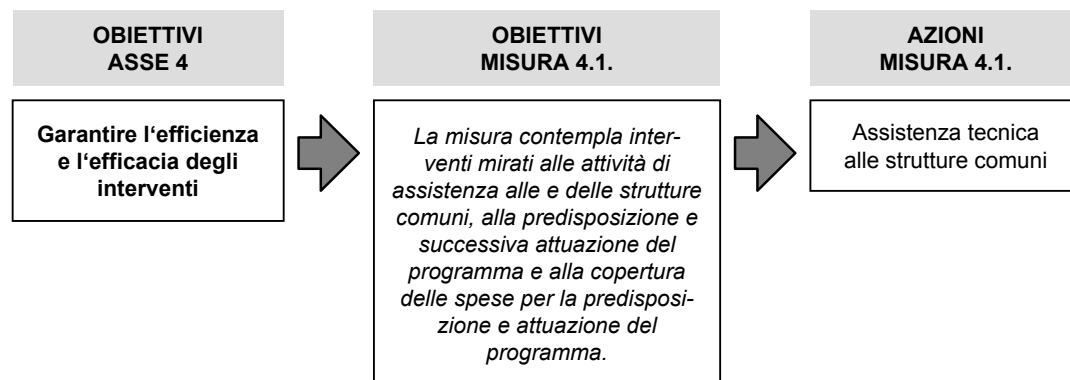 OBIETTIVI
ASSE 4
Garantire l‘efficienza
e l‘efficacia degli
interventi
OBIETTIVI
MISURA 4.1.
La misura contempla inter-
venti mirati alle attività di
assistenza alle e delle strutture
comuni, alla predisposizione e
successiva attuazione del
programma e alla copertura
delle spese per la predisposi-
zione e attuazione del
programma.
AZIONI
MISURA 4.1.
Assistenza tecnica
alle strutture comuni